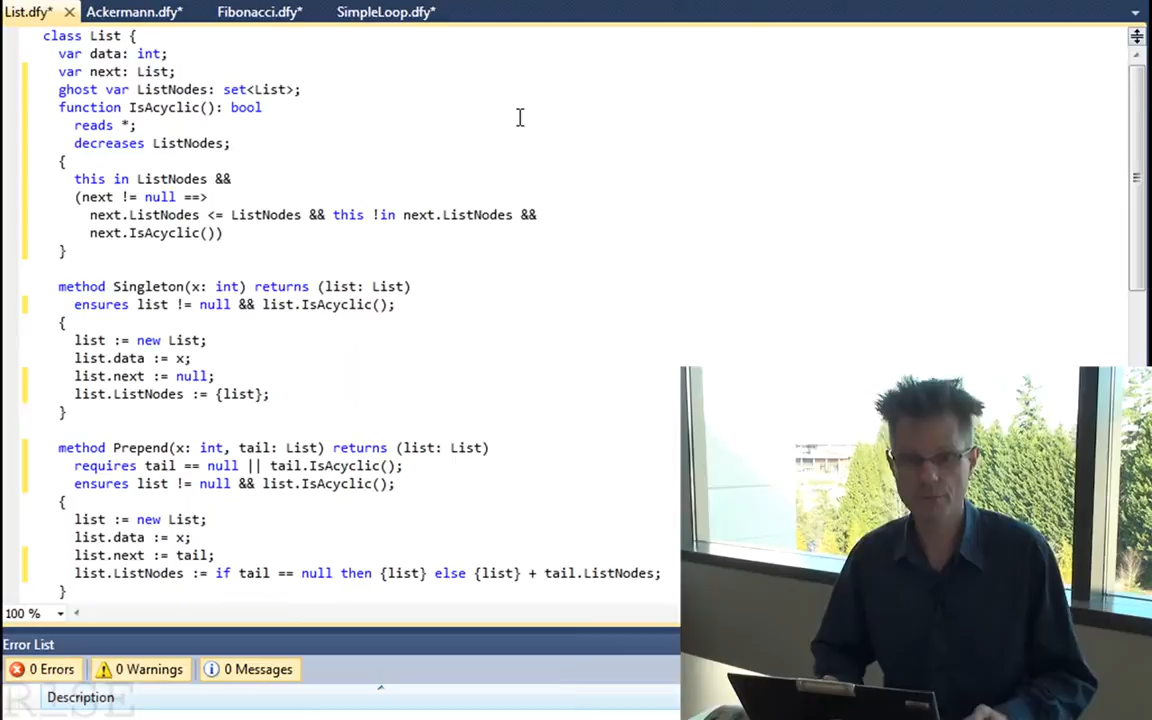 List.dfy* ✕ Ackermann.dfy* Fibonacci.dfy* SimpleLoop.dfy*
class List {
var data: int;
var next: List;
ghost var ListNodes: set<List>;
function IsAcyclic(): bool
reads *;
decreases ListNodes;
{
this in ListNodes &&
(next != null ==>
next.ListNodes <= ListNodes && this !in next.ListNodes &&
next.IsAcyclic())
}
method Singleton(x: int) returns (list: List)
ensures list != null && list.IsAcyclic();
{
list := new List;
list.data := x;
list.next := null;
list.ListNodes := {list};
}
method Prepend(x: int, tail: List) returns (list: List)
requires tail == null || tail.IsAcyclic();
ensures list != null && list.IsAcyclic();
{
list := new List;
list.data := x;
list.next := tail;
list.ListNodes := if tail == null then {list} else {list} + tail.ListNodes;
}
100 %
Error List
0 Errors 0 Warnings 0 Messages
Description
RiSE